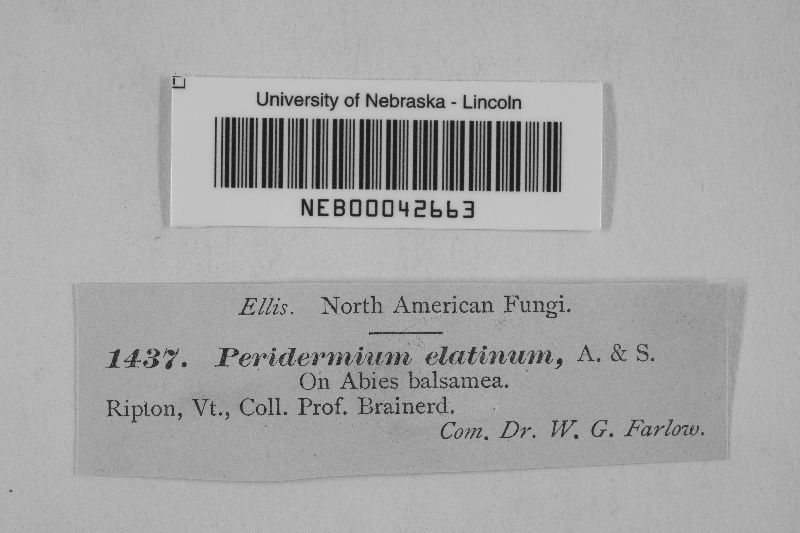 University of Nebraska - Lincoln
NEB00042663
Ellis. North American Fungi.
1437. Peridermium elatinum, A. & S.
On Abies balsamea.
Ripton, Vt., Coll. Prof. Brainerd.
Com. Dr. W. G. Farlow.